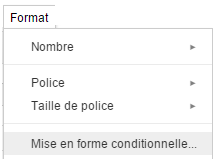 Format
Nombre
Police
Taille de police
Mise en forme conditionnelle...